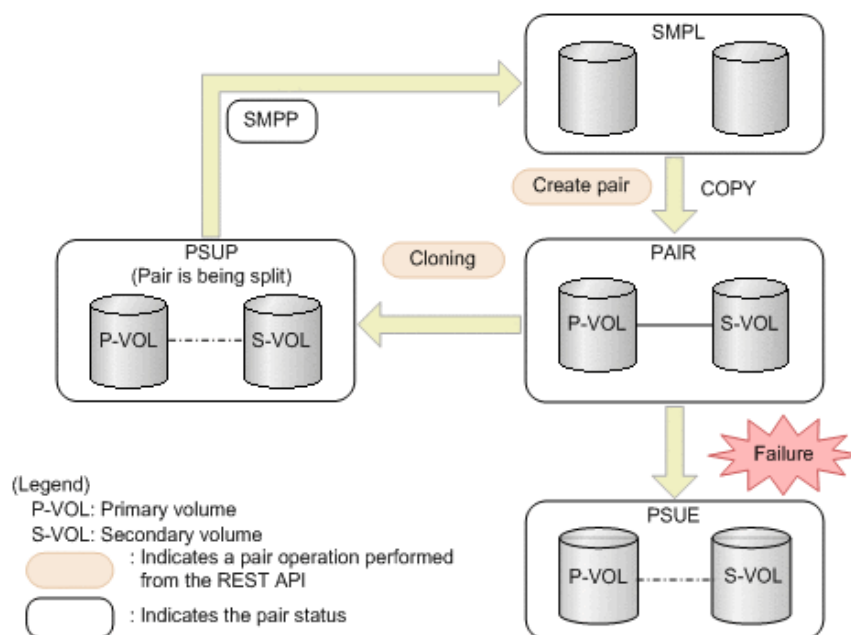 SMPL
SMPP
Create pair
COPY
PSUP
(Pair is being split)
P-VOL
S-VOL
Cloning
PAIR
P-VOL
S-VOL
Failure
PSUE
P-VOL
S-VOL
(Legend)
P-VOL: Primary volume
S-VOL: Secondary volume
: Indicates a pair operation performed
from the REST API
: Indicates the pair status